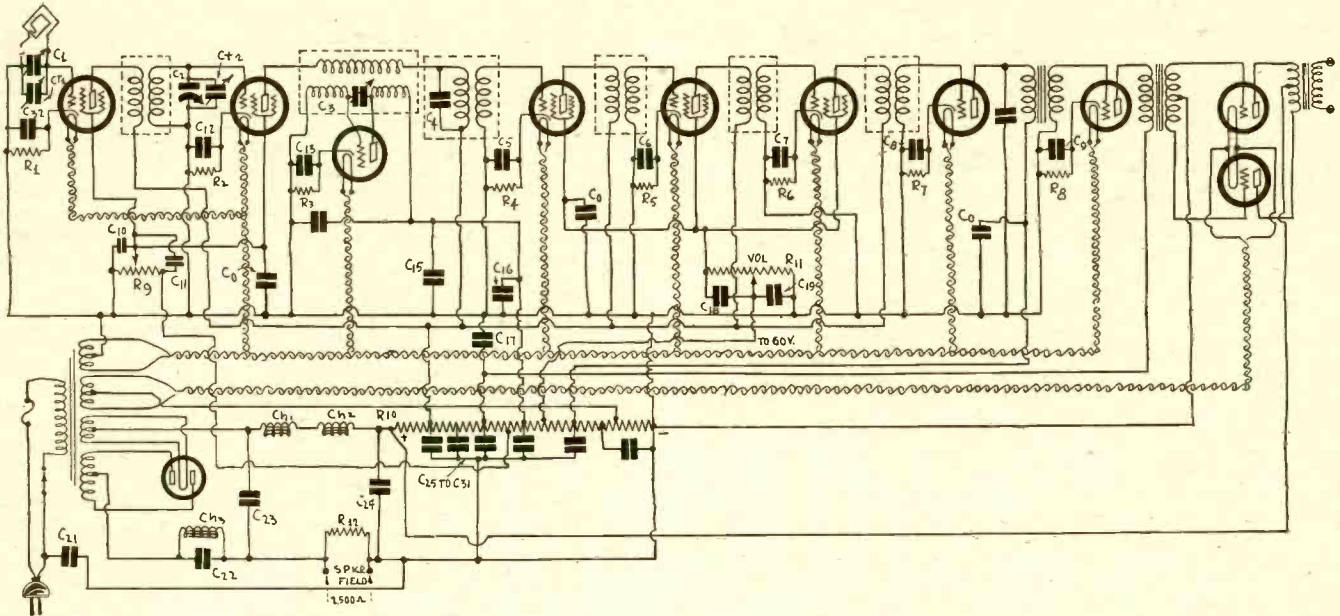 C1
CT1
C32
R1
C2
CT2
C12
R2
C3
C13
R3
C4
C5
R4
C6
R5
C7
R6
C8
R7
C9
R8
C10
C11
R9
C0
C15
C16
C17
C0
VOL
R11
C18
C19
TO 60V.
C0
Ch1
Ch2
R10
+
-
C25 TO C31
C23
C24
Ch3
C22
R12
SPKR
FIELD
2500Ω
C21